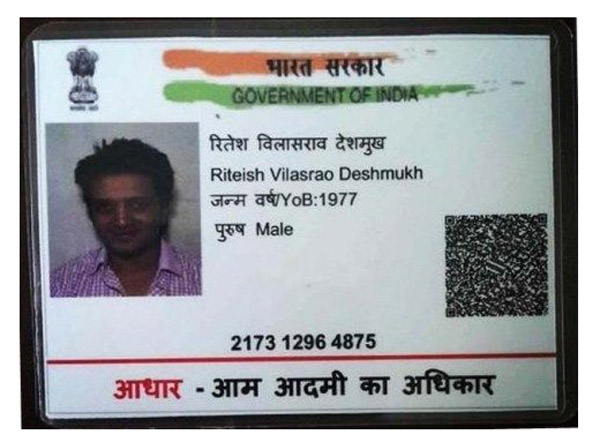 भारत सरकार
GOVERNMENT OF INDIA
रितेश विलासराव देशमुख
Riteish Vilasrao Deshmukh
जन्म वर्ष/YoB:1977
पुरुष Male
2173 1296 4875
आधार - आम आदमी का अधिकार